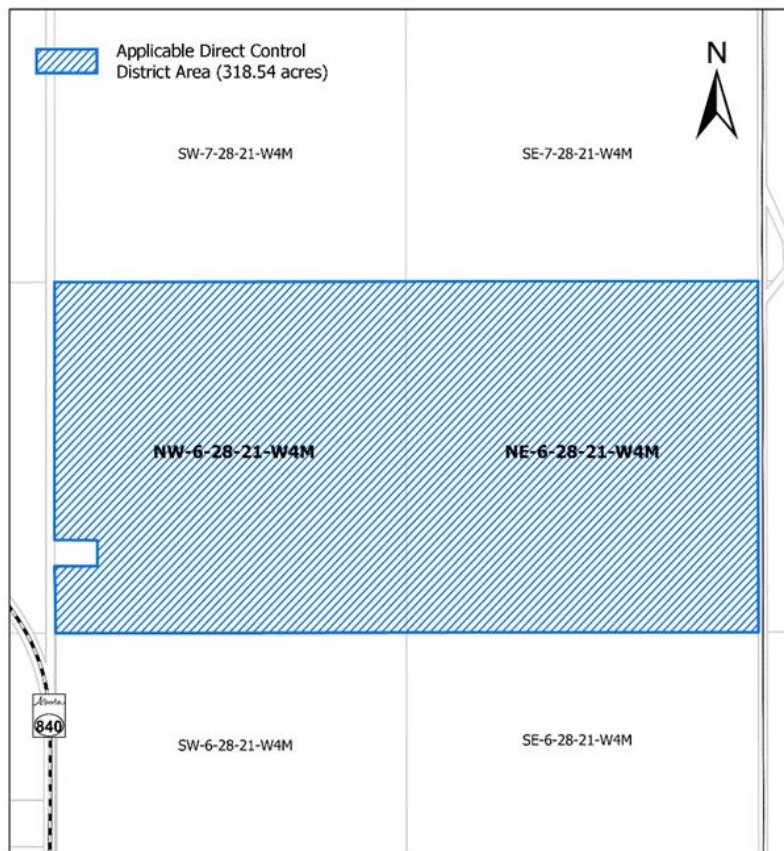 Applicable Direct Control
District Area (318.54 acres)
N
SW-7-28-21-W4M
SE-7-28-21-W4M
NW-6-28-21-W4M
NE-6-28-21-W4M
Alberta
840
SW-6-28-21-W4M
SE-6-28-21-W4M